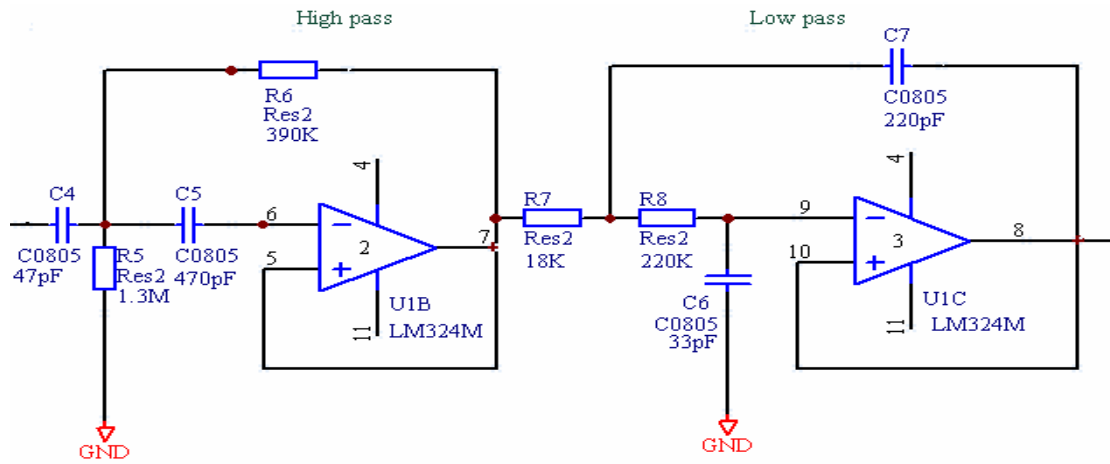 High pass
Low pass
C7
C0805
220pF
R6
Res2
390K
4
4
C4
C5
R7
R8
6
2
7
9
3
8
C0805
47pF
R5
Res2
1.3M
C0805
470pF
5
Res2
18K
Res2
220K
10
11
U1B
LM324M
C6
C0805
33pF
11
U1C
LM324M
GND
GND